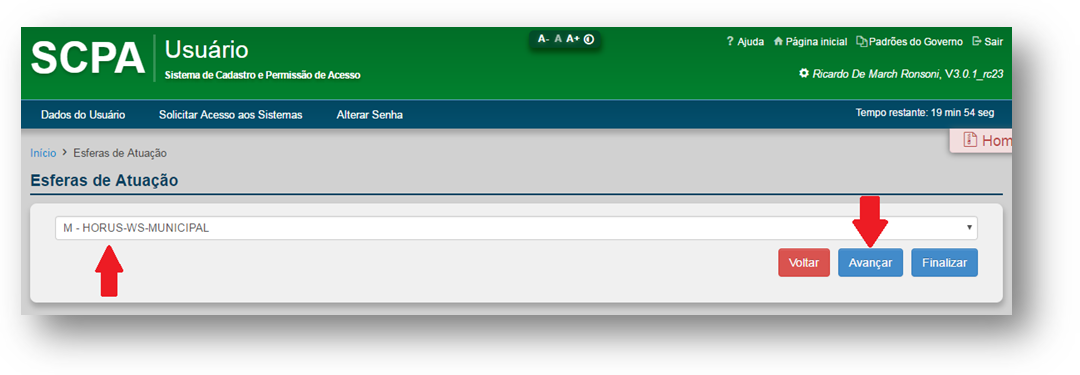 SCPA
Usuário
Sistema de Cadastro e Permissão de Acesso
A- A A+
? Ajuda Página inicial Padrões do Governo Sair
Ricardo De March Ronsoni, V3.0.1_rc23
Dados do Usuário Solicitar Acesso aos Sistemas Alterar Senha Tempo restante: 19 min 54 seg
Hom
Início > Esferas de Atuação
Esferas de Atuação
M - HORUS-WS-MUNICIPAL
Voltar Avançar Finalizar